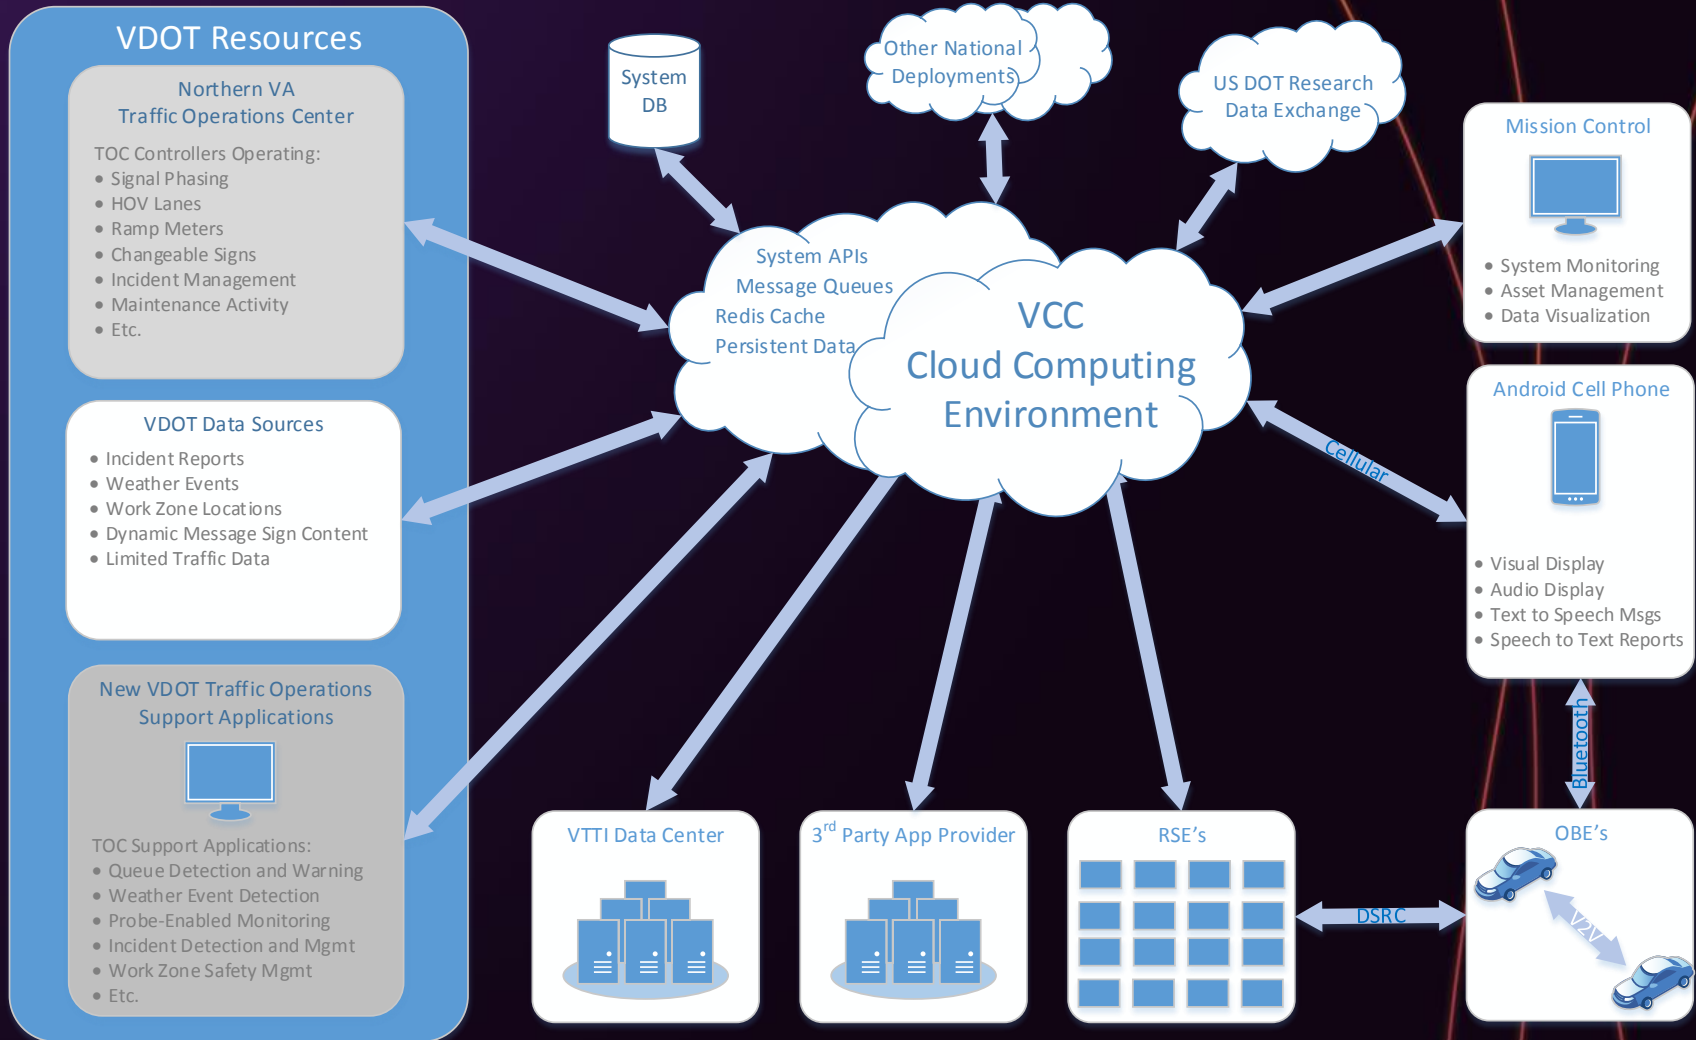 VDOT Resources
Northern VA
Traffic Operations Center
TOC Controllers Operating:
• Signal Phasing
• HOV Lanes
• Ramp Meters
• Changeable Signs
• Incident Management
• Maintenance Activity
• Etc.
VDOT Data Sources
• Incident Reports
• Weather Events
• Work Zone Locations
• Dynamic Message Sign Content
• Limited Traffic Data
New VDOT Traffic Operations
Support Applications
TOC Support Applications:
• Queue Detection and Warning
• Weather Event Detection
• Probe-Enabled Monitoring
• Incident Detection and Mgmt
• Work Zone Safety Mgmt
• Etc.
System
DB
Other National
Deployments
US DOT Research
Data Exchange
System APIs
Message Queues
Redis Cache
Persistent Data
VCC
Cloud Computing
Environment
Mission Control
• System Monitoring
• Asset Management
• Data Visualization
Cellular
Android Cell Phone
• Visual Display
• Audio Display
• Text to Speech Msgs
• Speech to Text Reports
Bluetooth
VTTI Data Center
3rd Party App Provider
RSE's
DSRC
OBE's
V2V